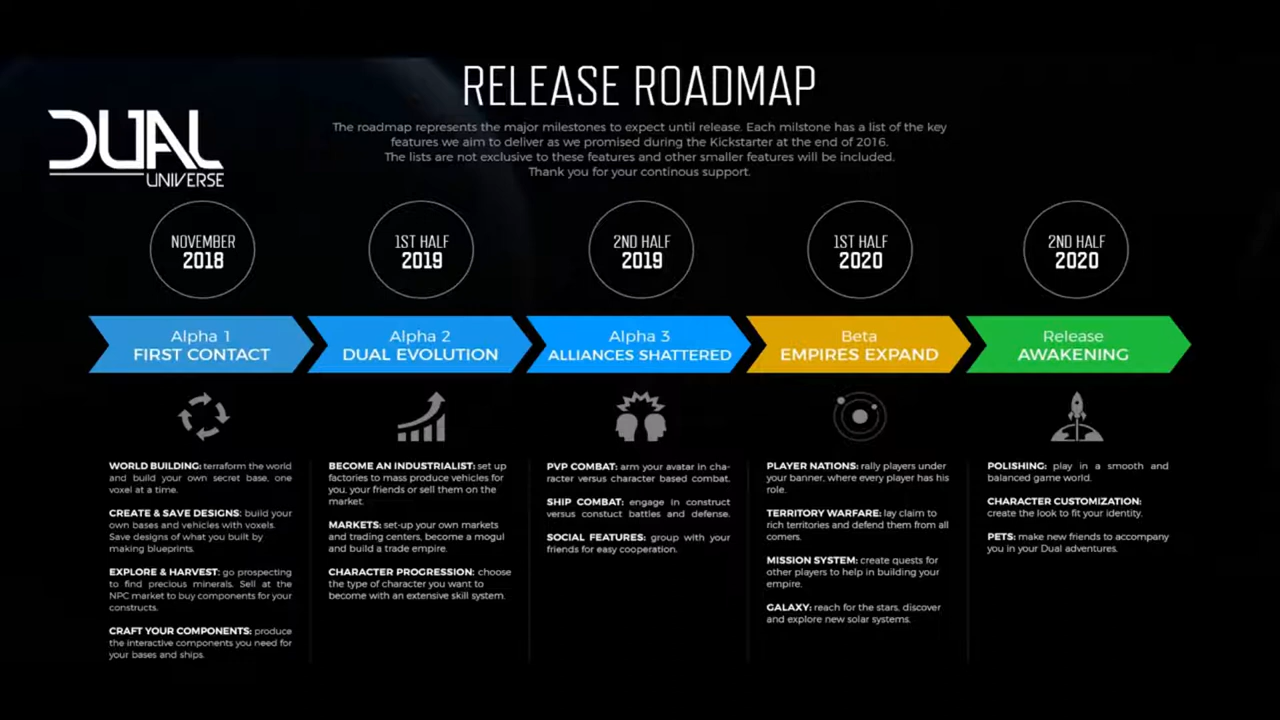 RELEASE ROADMAP
The roadmap represents the major milestones to expect until release. Each milstone has a list of the key
features we aim to deliver as we promised during the Kickstarter at the end of 2016.
The lists are not exclusive to these features and other smaller features will be included.
Thank you for your continous support.
DUAL
UNIVERSE
NOVEMBER
2018
1ST HALF
2019
2ND HALF
2019
1ST HALF
2020
2ND HALF
2020
Alpha 1
FIRST CONTACT
Alpha 2
DUAL EVOLUTION
Alpha 3
ALLIANCES SHATTERED
Beta
EMPIRES EXPAND
Release
AWAKENING
WORLD BUILDING: terraform the world
and build your own secret base, one
voxel at a time.
CREATE & SAVE DESIGNS: build your
own bases and vehicles with voxels.
Save designs of what you built by
making blueprints.
EXPLORE & HARVEST: go prospecting
to find precious minerals. Sell at the
NPC market to buy components for your
constructs.
CRAFT YOUR COMPONENTS: produce
the interactive components you need for
your bases and ships.
BECOME AN INDUSTRIALIST: set up
factories to mass produce vehicles for
you, your friends or sell them on the
market.
MARKETS: set-up your own markets
and trading centers, become a mogul
and build a trade empire.
CHARACTER PROGRESSION: choose
the type of character you want to
become with an extensive skill system.
PVP COMBAT: arm your avatar in cha-
racter versus character based combat.
SHIP COMBAT: engage in construct
versus constuct battles and defense.
SOCIAL FEATURES: group with your
friends for easy cooperation.
PLAYER NATIONS: rally players under
your banner, where every player has his
role.
TERRITORY WARFARE: lay claim to
rich territories and defend them from all
comers.
MISSION SYSTEM: create quests for
other players to help in building your
empire.
GALAXY: reach for the stars, discover
and explore new solar systems.
POLISHING: play in a smooth and
balanced game world.
CHARACTER CUSTOMIZATION:
create the look to fit your identity.
PETS: make new friends to accompany
you in your Dual adventures.